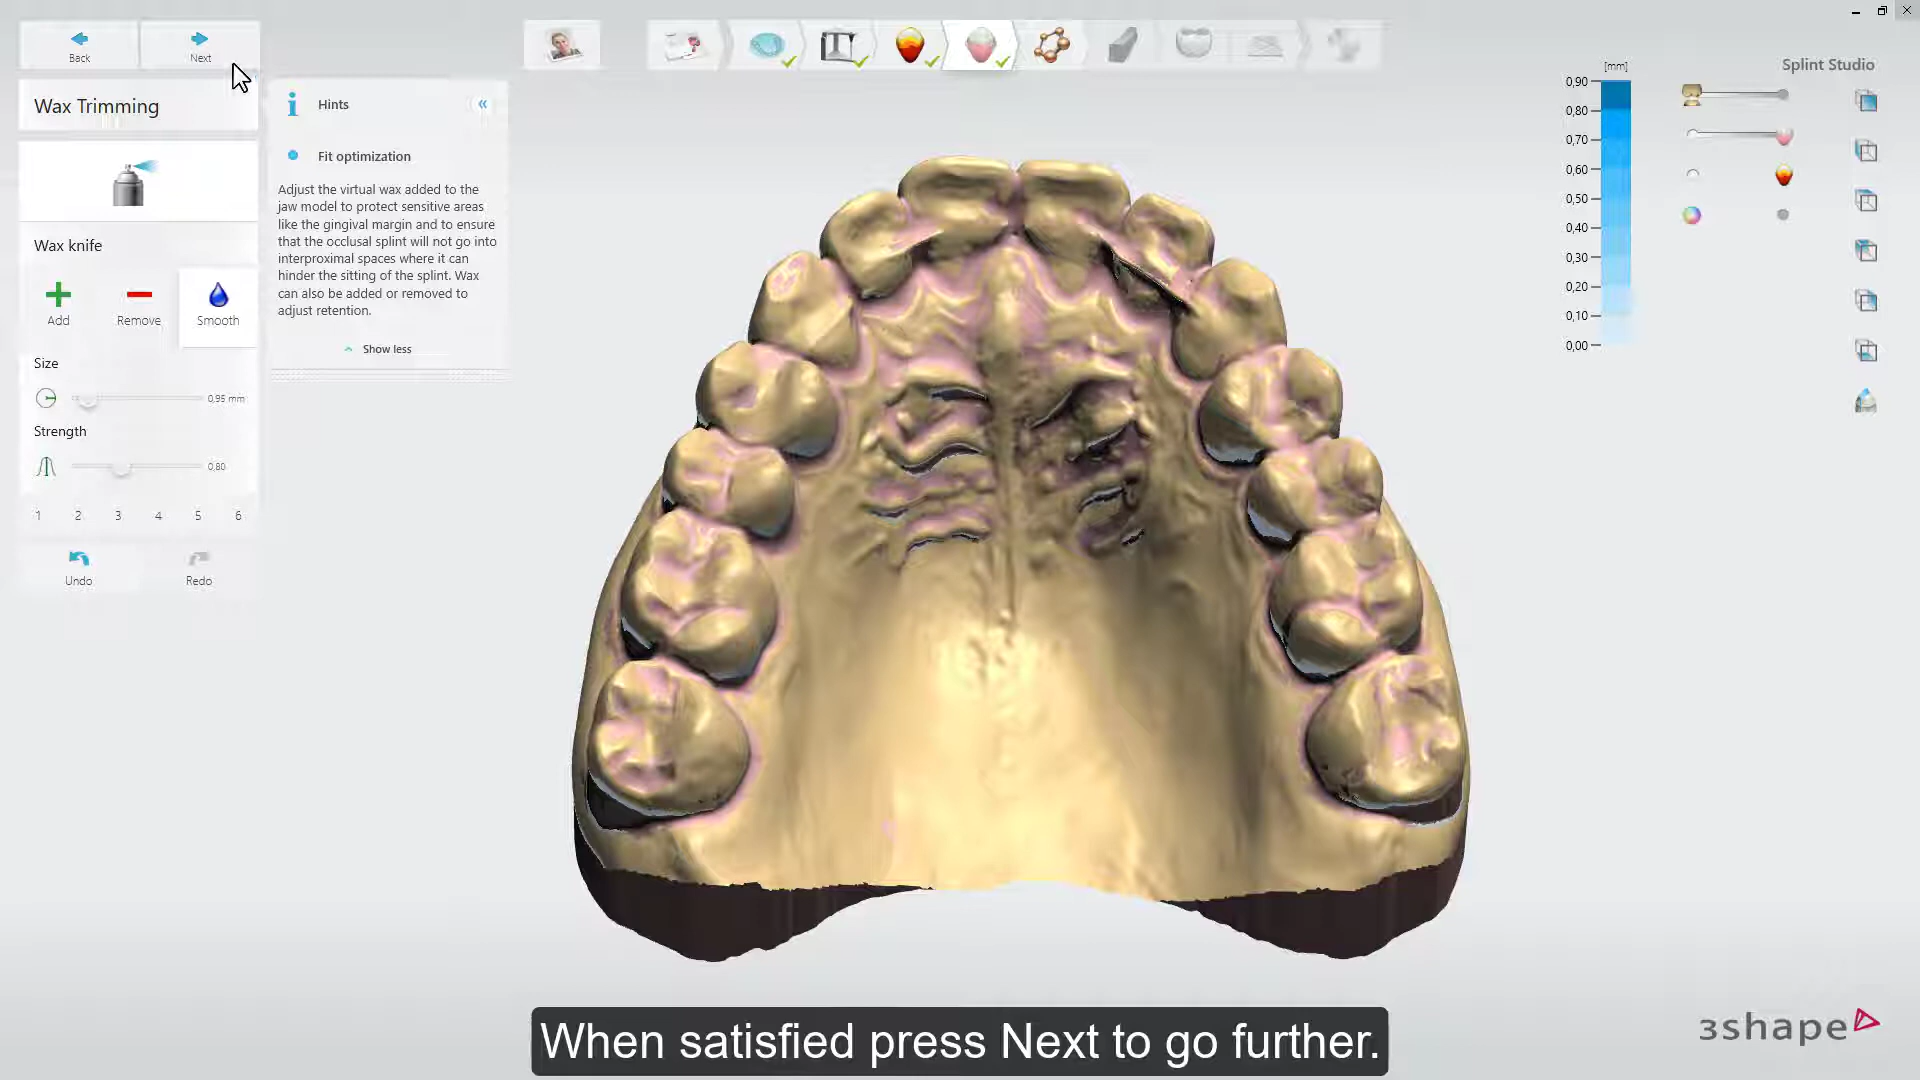 Back
Next
Wax Trimming
Wax knife
Add
Remove
Smooth
Size
0,95 mm
Strength
0,80
1 2 3 4 5 6
Undo
Redo
Hints
Fit optimization
Adjust the virtual wax added to the
jaw model to protect sensitive areas
like the gingival margin and to ensure
that the occlusal splint will not go into
interproximal spaces where it can
hinder the sitting of the splint. Wax
can also be added or removed to
adjust retention.
Show less
[mm]
0,90
0,80
0,70
0,60
0,50
0,40
0,30
0,20
0,10
0,00
Splint Studio
When satisfied press Next to go further.
3shape